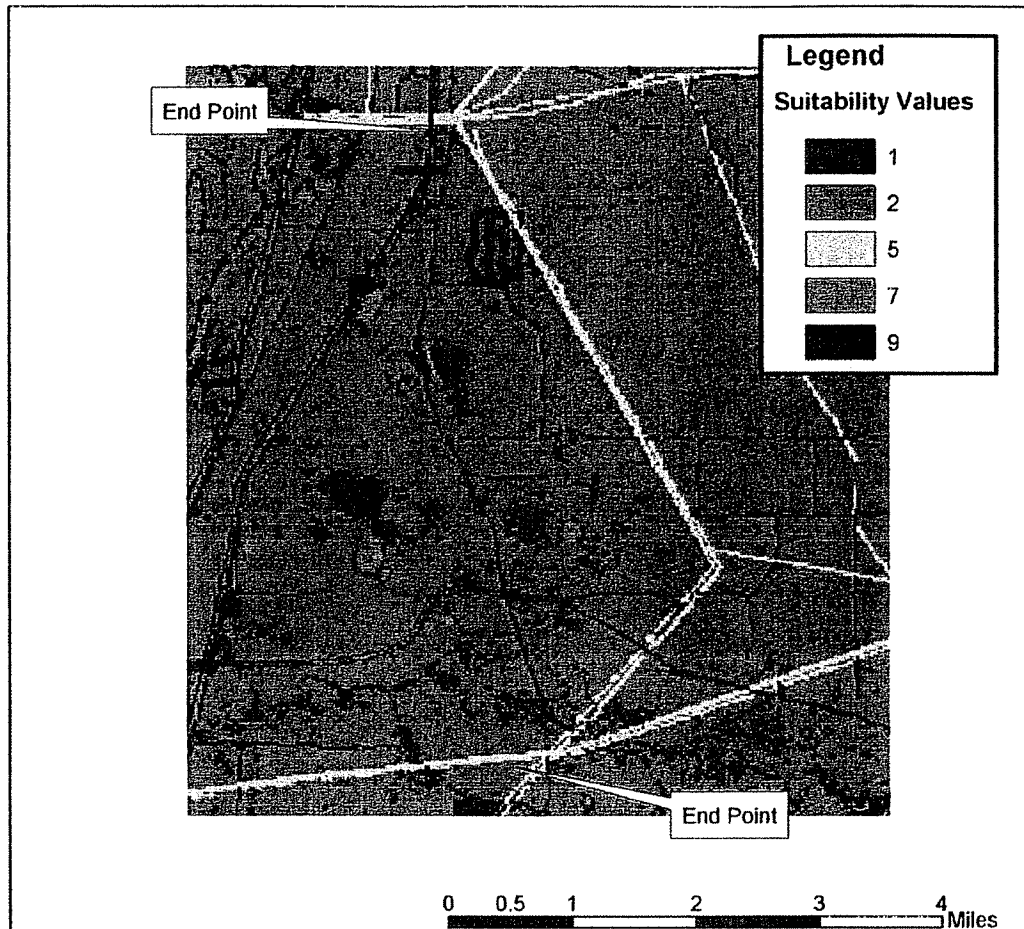 Legend
Suitability Values
1
2
5
7
9
End Point
End Point
0 0.5 1 2 3 4
Miles